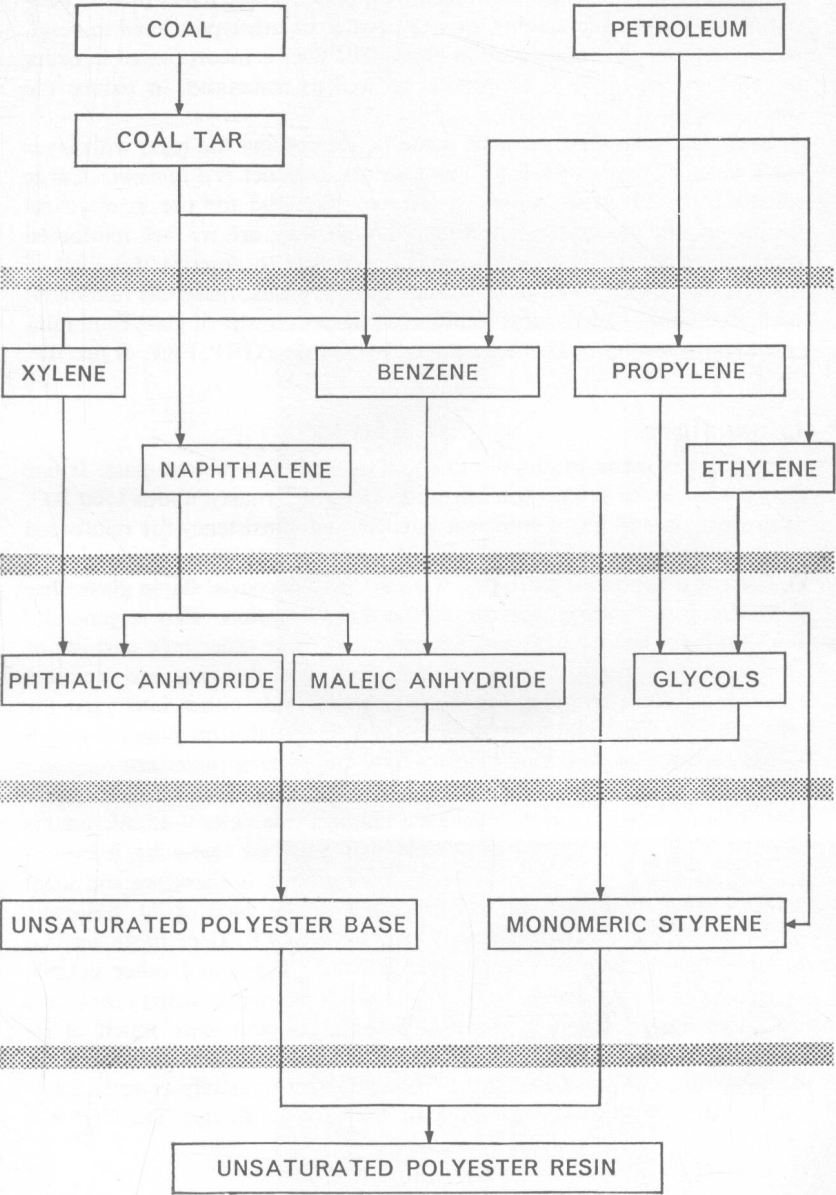 COAL
PETROLEUM
COAL TAR
XYLENE
BENZENE
PROPYLENE
NAPHTHALENE
ETHYLENE
PHTHALIC ANHYDRIDE
MALEIC ANHYDRIDE
GLYCOLS
UNSATURATED POLYESTER BASE
MONOMERIC STYRENE
UNSATURATED POLYESTER RESIN